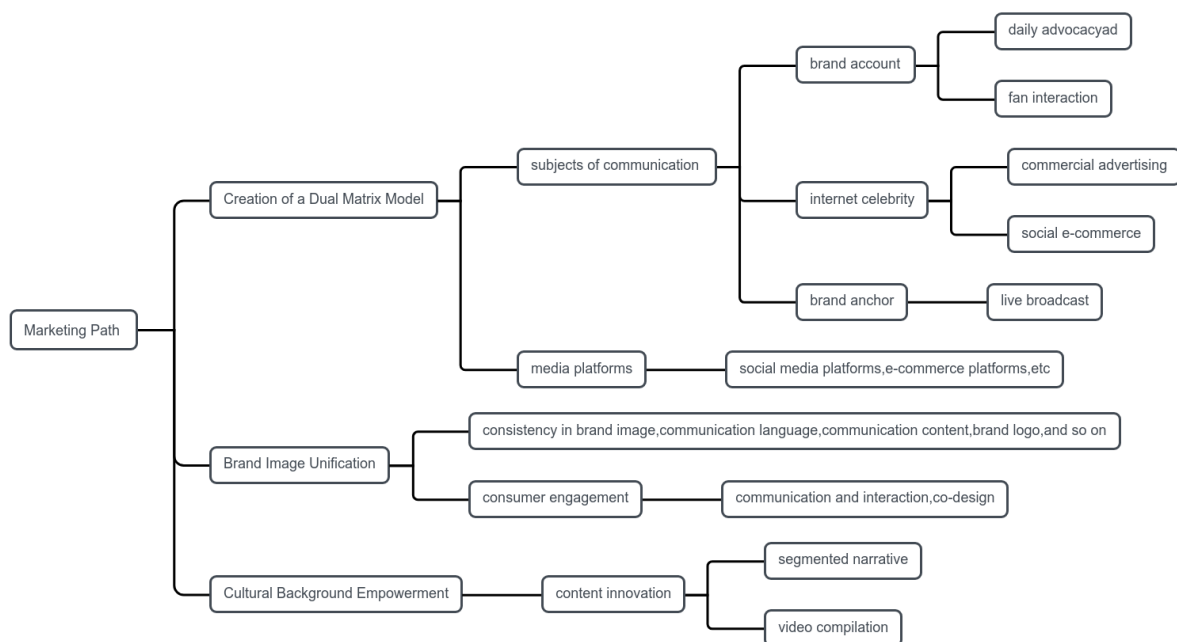 daily advocacyad
brand account
fan interaction
subjects of communication
commercial advertising
Creation of a Dual Matrix Model
internet celebrity
social e-commerce
brand anchor
live broadcast
Marketing Path
media platforms
social media platforms,e-commerce platforms,etc
consistency in brand image,communication language,communication content,brand logo,and so on
Brand Image Unification
consumer engagement
communication and interaction,co-design
segmented narrative
Cultural Background Empowerment
content innovation
video compilation